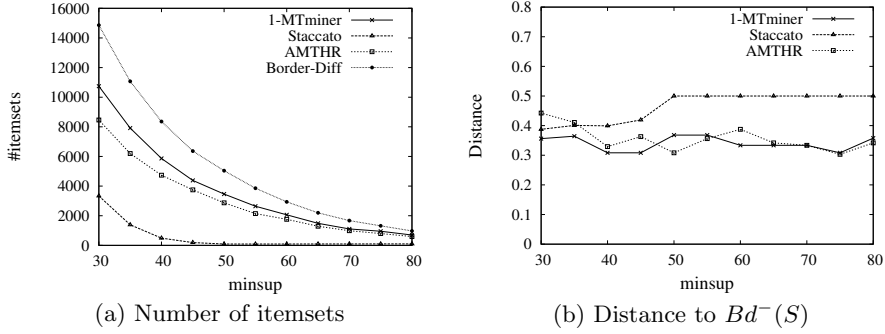 16000
14000
12000
10000
8000
6000
4000
2000
0
#itemsets
30 40 50 60 70 80
minsup
1-MTminer
Staccato
AMTHR
Border-Diff
(a) Number of itemsets
0.8
0.7
0.6
0.5
0.4
0.3
0.2
0.1
0
Distance
30 40 50 60 70 80
minsup
1-MTminer
Staccato
AMTHR
(b) Distance to Bd⁻(S)